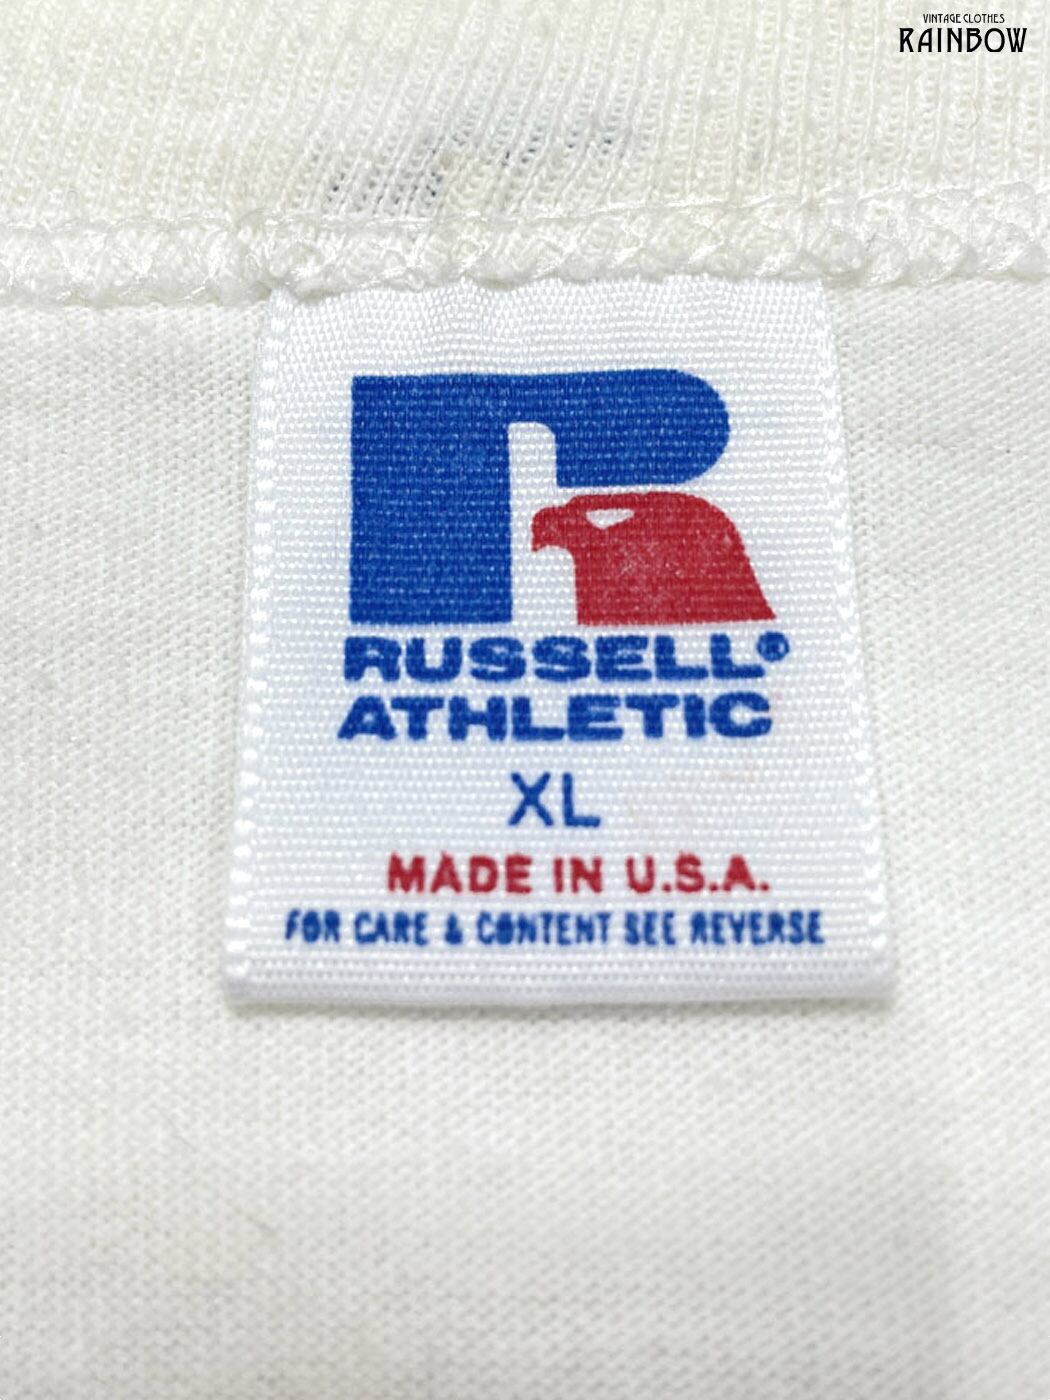 VINTAGE CLOTHES
RAINBOW
RUSSELL®
ATHLETIC
XL
MADE IN U.S.A.
FOR CARE & CONTENT SEE REVERSE